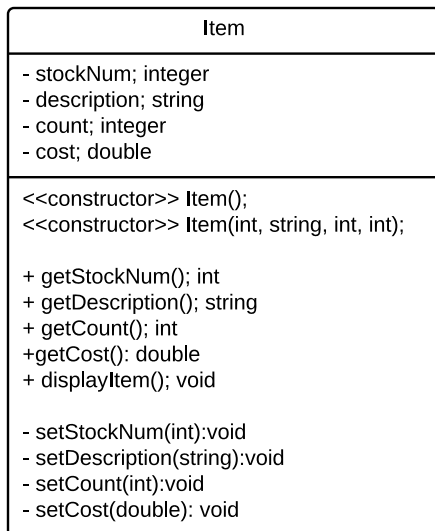 Item
- stockNum; integer
- description; string
- count; integer
- cost; double
<<constructor>> Item();
<<constructor>> Item(int, string, int, int);
+ getStockNum(); int
+ getDescription(); string
+ getCount(); int
+getCost(): double
+ displayItem(); void
- setStockNum(int):void
- setDescription(string):void
- setCount(int):void
- setCost(double): void